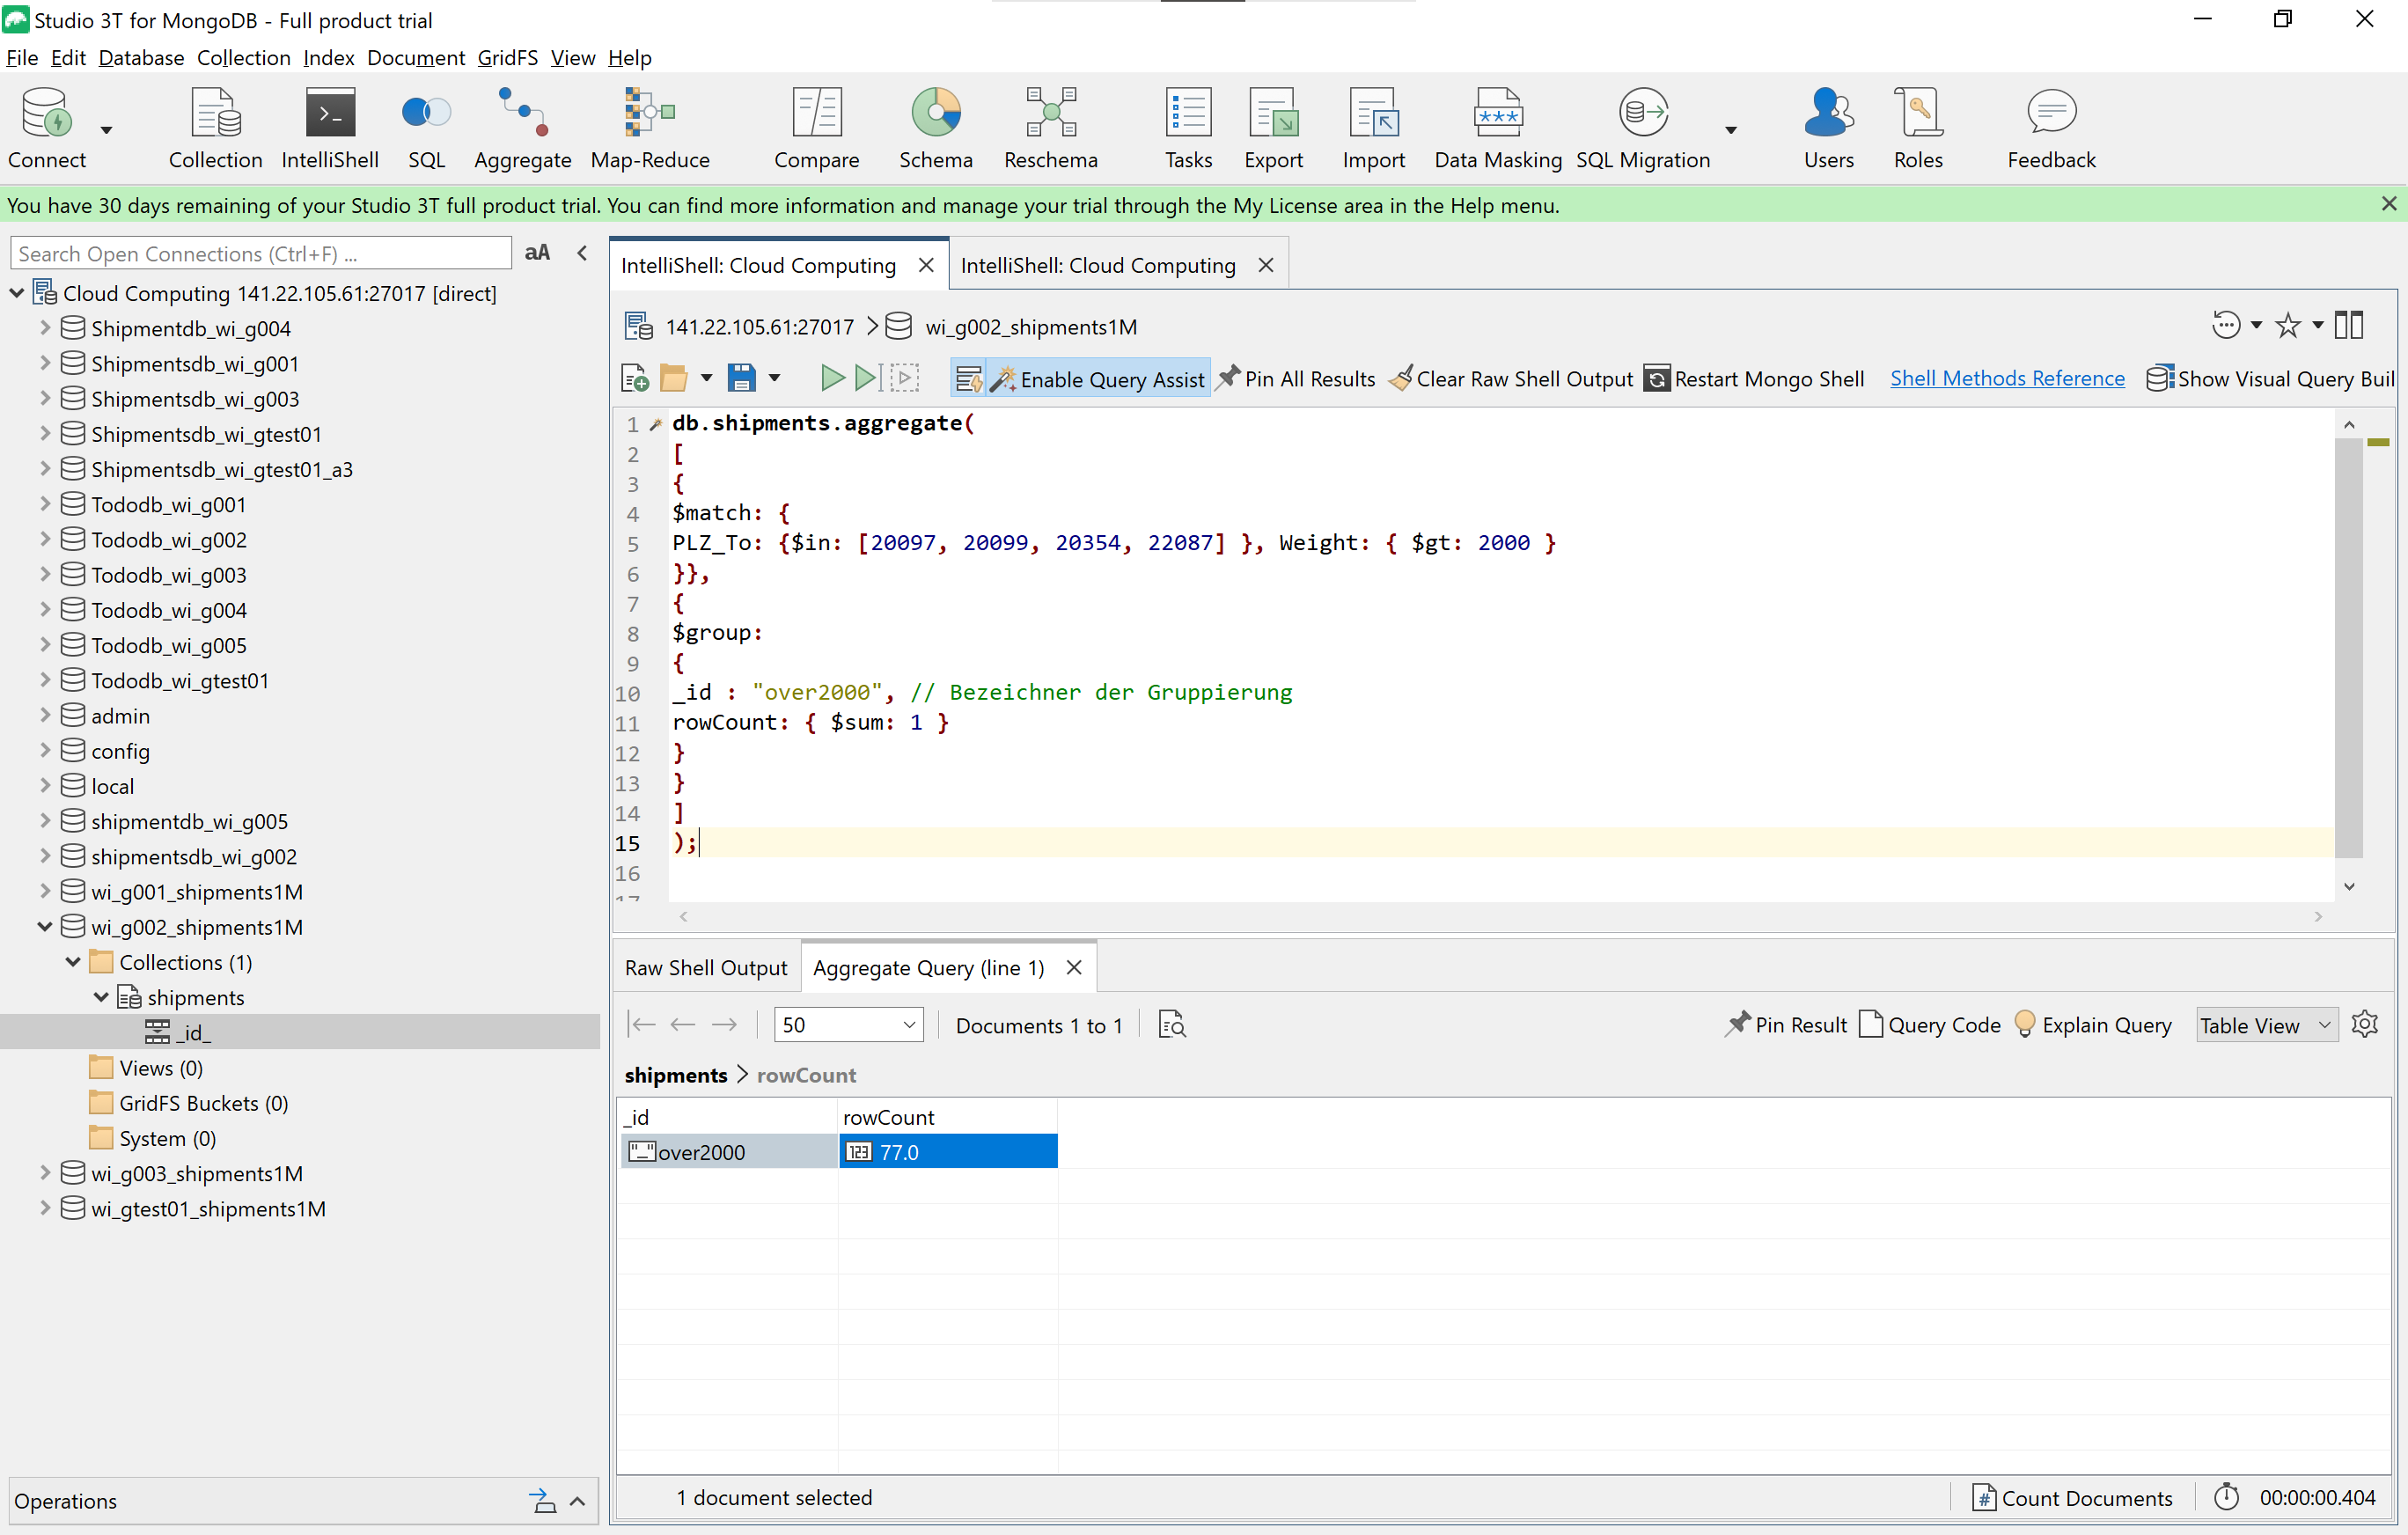 Studio 3T for MongoDB - Full product trial
File Edit Database Collection Index Document GridFS View Help
Connect Collection IntelliShell SQL Aggregate Map-Reduce Compare Schema Reschema Tasks Export Import Data Masking SQL Migration Users Roles Feedback
You have 30 days remaining of your Studio 3T full product trial. You can find more information and manage your trial through the My License area in the Help menu.
Search Open Connections (Ctrl+F) ... aA
Cloud Computing 141.22.105.61:27017 [direct]
Shipmentdb_wi_g004
Shipmentsdb_wi_g001
Shipmentsdb_wi_g003
Shipmentsdb_wi_gtest01
Shipmentsdb_wi_gtest01_a3
Tododb_wi_g001
Tododb_wi_g002
Tododb_wi_g003
Tododb_wi_g004
Tododb_wi_g005
Tododb_wi_gtest01
admin
config
local
shipmentdb_wi_g005
shipmentsdb_wi_g002
wi_g001_shipments1M
wi_g002_shipments1M
Collections (1)
shipments
_id_
Views (0)
GridFS Buckets (0)
System (0)
wi_g003_shipments1M
wi_gtest01_shipments1M
Operations
IntelliShell: Cloud Computing IntelliShell: Cloud Computing
141.22.105.61:27017 wi_g002_shipments1M
Enable Query Assist Pin All Results Clear Raw Shell Output Restart Mongo Shell Shell Methods Reference Show Visual Query Buil
1 db.shipments.aggregate(
2 [
3 {
4 $match: {
5 PLZ_To: {$in: [20097, 20099, 20354, 22087] }, Weight: { $gt: 2000 }
6 }},
7 {
8 $group:
9 {
10 _id : "over2000", // Bezeichner der Gruppierung
11 rowCount: { $sum: 1 }
12 }
13 }
14 ]
15 );
16
17
Raw Shell Output Aggregate Query (line 1)
50 Documents 1 to 1 Pin Result Query Code Explain Query Table View
shipments > rowCount
_id rowCount
"_" over2000 123 77.0
1 document selected # Count Documents 00:00:00.404